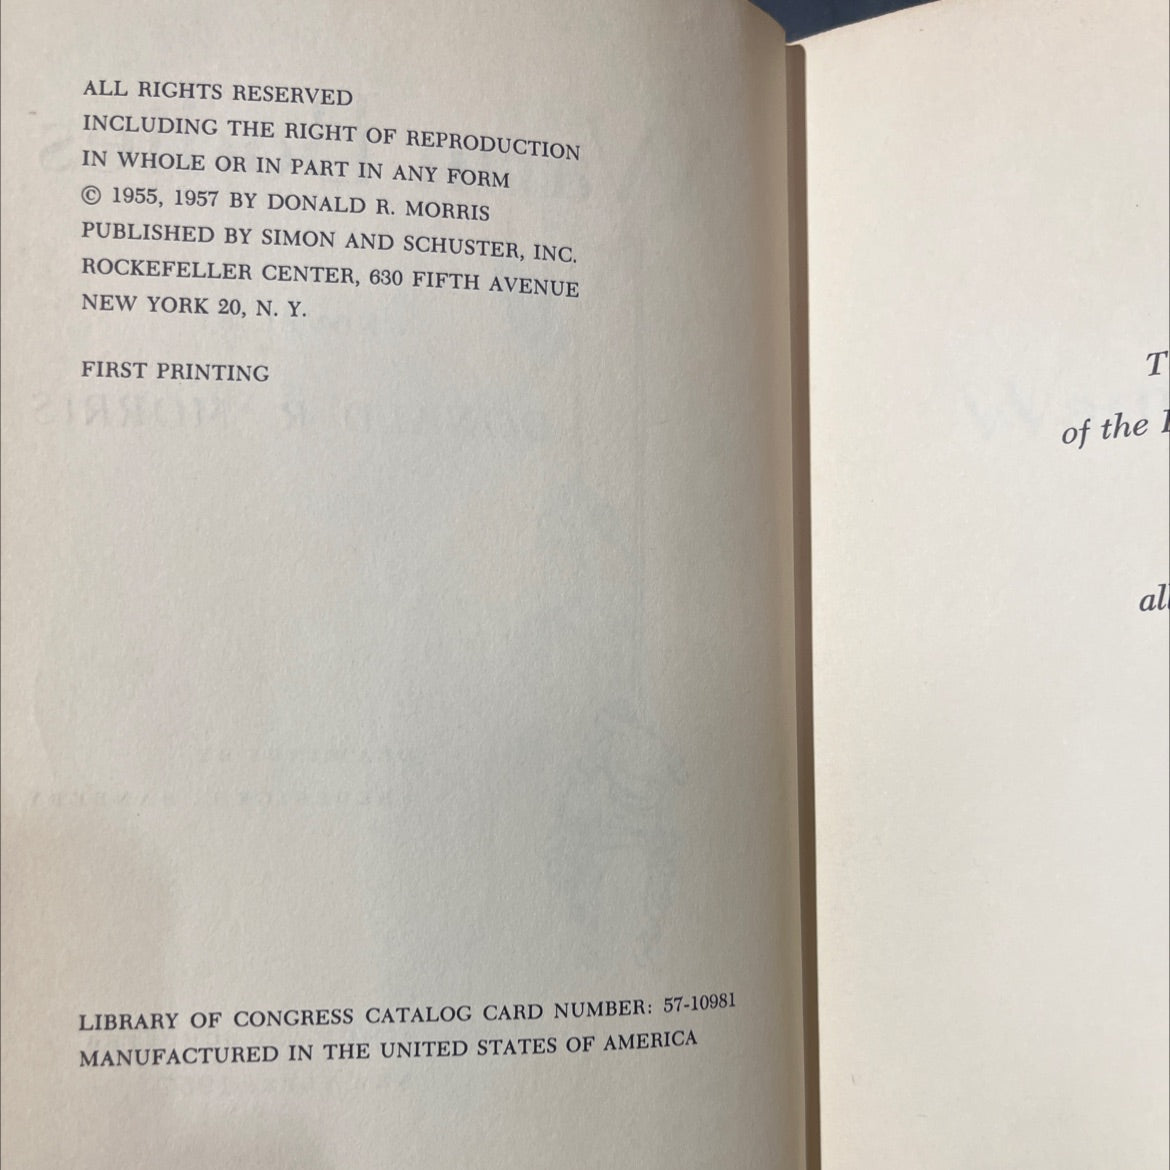 ALL RIGHTS RESERVED
INCLUDING THE RIGHT OF REPRODUCTION
IN WHOLE OR IN PART IN ANY FORM
© 1955, 1957 BY DONALD R. MORRIS
PUBLISHED BY SIMON AND SCHUSTER, INC.
ROCKEFELLER CENTER, 630 FIFTH AVENUE
NEW YORK 20, N. Y.
FIRST PRINTING
LIBRARY OF CONGRESS CATALOG CARD NUMBER: 57-10981
MANUFACTURED IN THE UNITED STATES OF AMERICA
of the